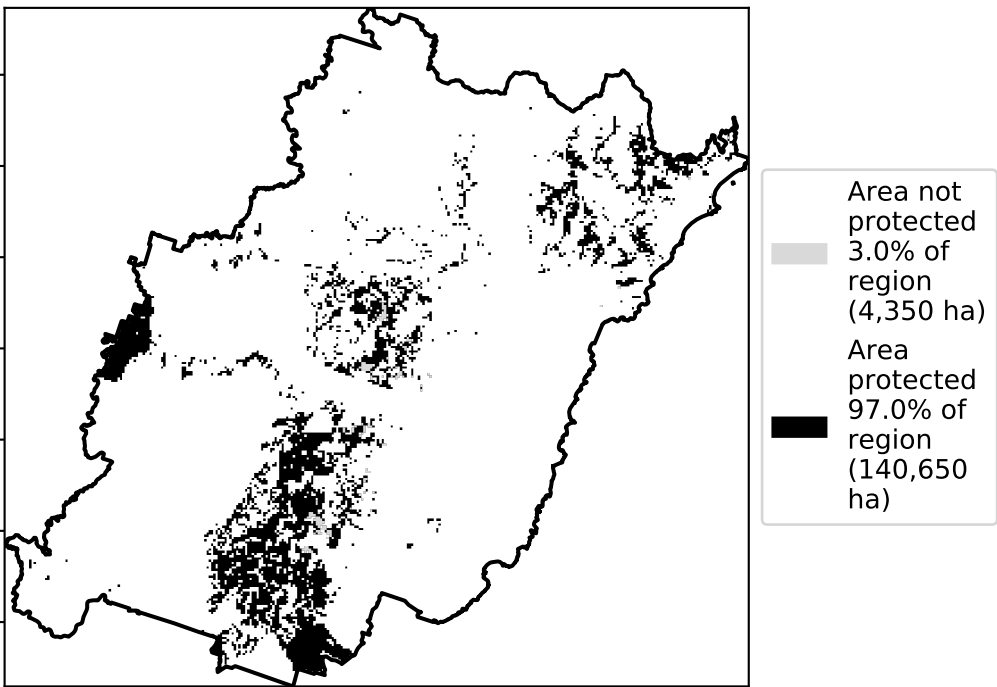 Area not
protected
3.0% of
region
(4,350 ha)
Area
protected
97.0% of
region
(140,650
ha)